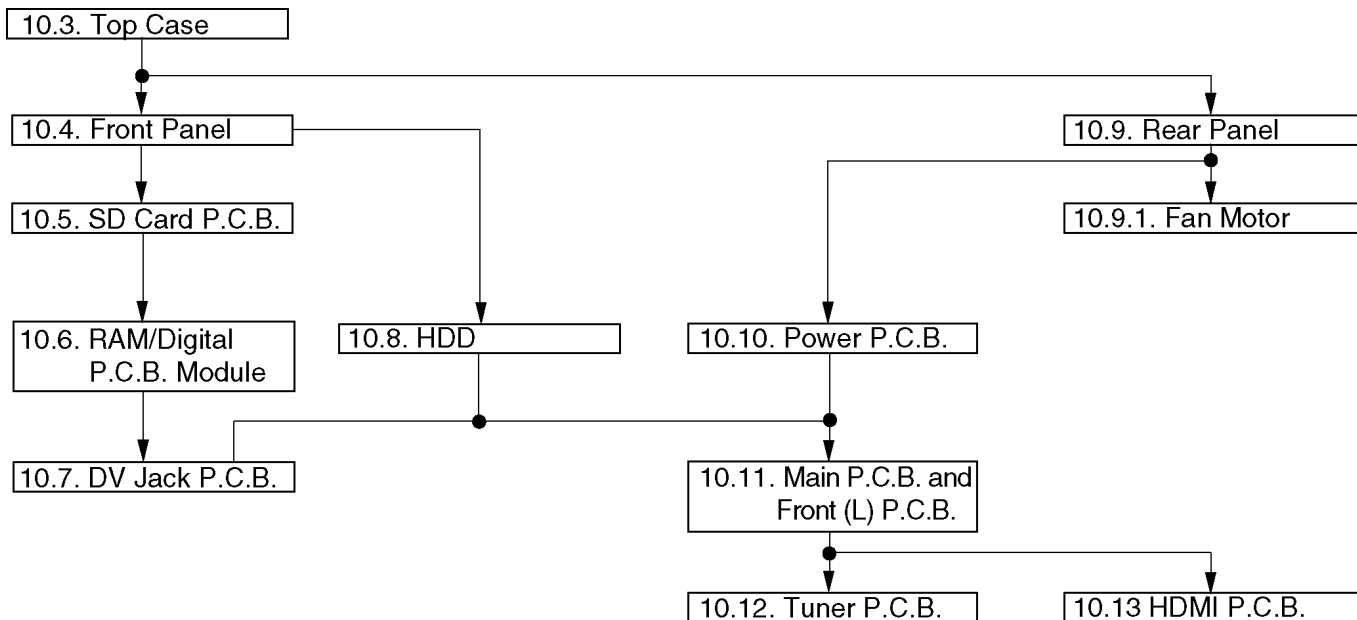 10.3. Top Case
10.4. Front Panel
10.9. Rear Panel
10.5. SD Card P.C.B.
10.9.1. Fan Motor
10.6. RAM/Digital
P.C.B. Module
10.8. HDD
10.10. Power P.C.B.
10.7. DV Jack P.C.B.
10.11. Main P.C.B. and
Front (L) P.C.B.
10.12. Tuner P.C.B.
10.13 HDMI P.C.B.